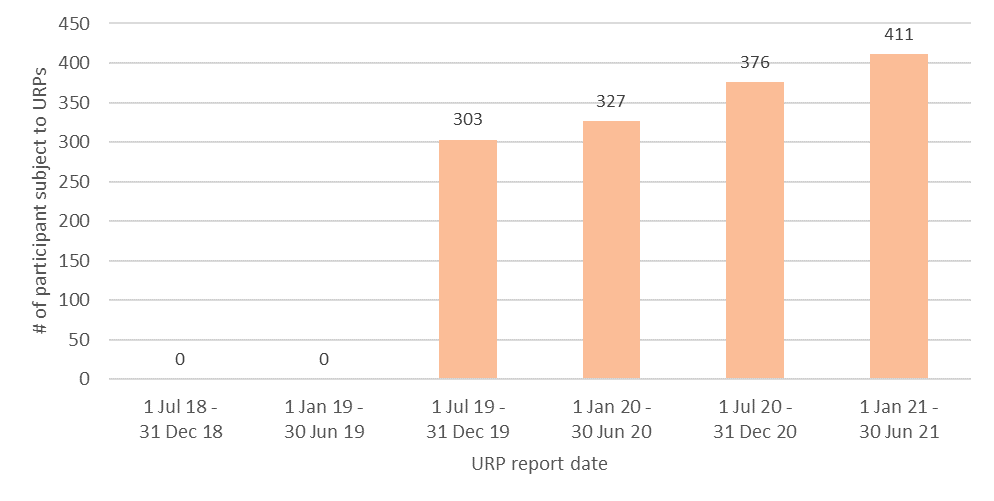 450
400
350
300
250
200
150
100
50
0
# of participant subject to URPs
0
0
303
327
376
411
1 Jul 18 -
31 Dec 18
1 Jan 19 -
30 Jun 19
1 Jul 19 -
31 Dec 19
1 Jan 20 -
30 Jun 20
1 Jul 20 -
31 Dec 20
1 Jan 21 -
30 Jun 21
URP report date